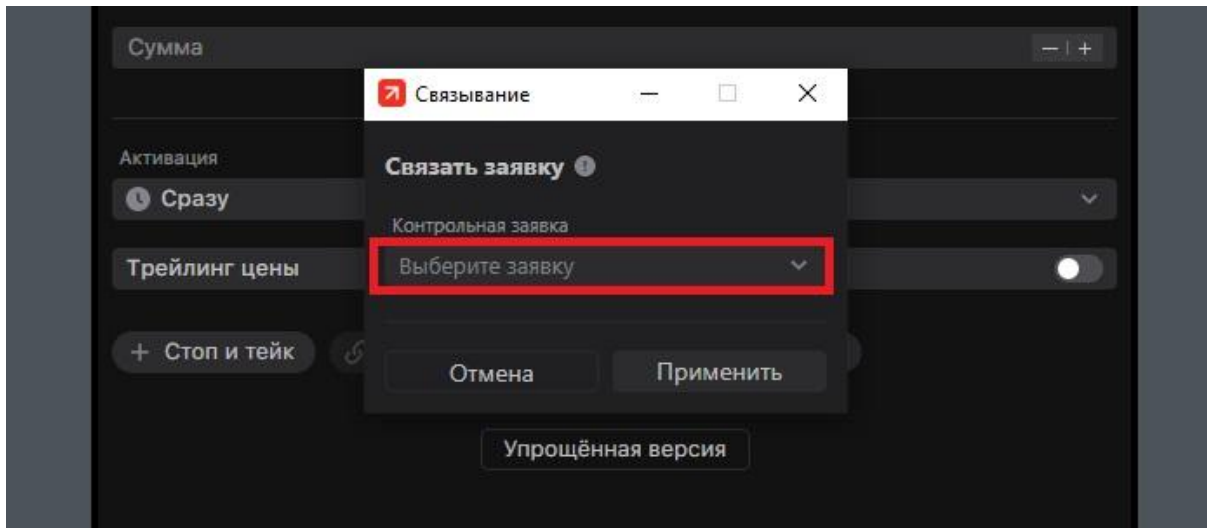 Сумма
Связывание
Активация
Связать заявку
Сразу
Контрольная заявка
Трейлинг цены
Выберите заявку
+ Стоп и тейк
Отмена
Применить
Упрощённая версия